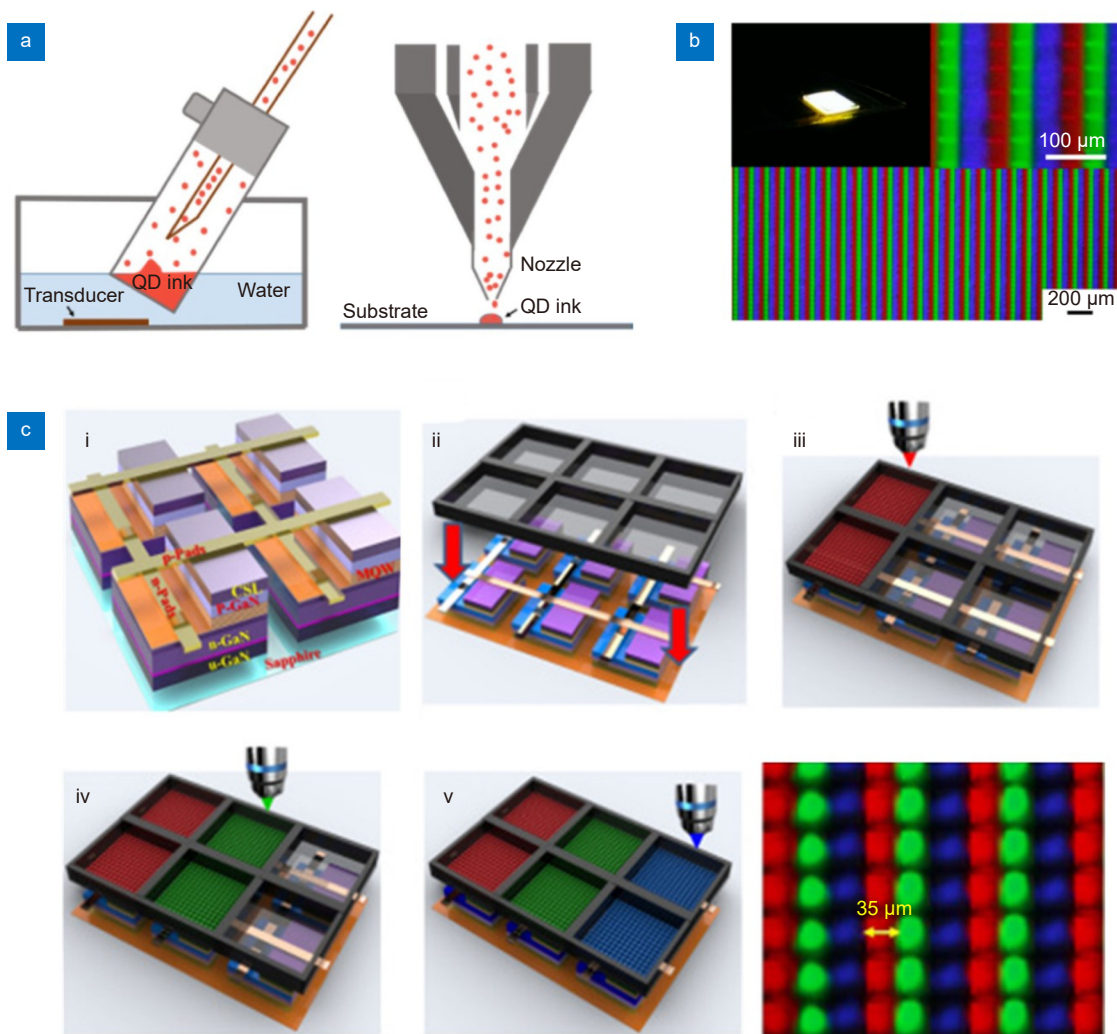 a
QD ink
Transducer
Water
Nozzle
QD ink
Substrate
b
100 μm
200 μm
c
i
p-Pads
n-Pads
CSL
P-GaN
MQW
n-GaN
u-GaN
Sapphire
ii
iii
iv
v
35 μm